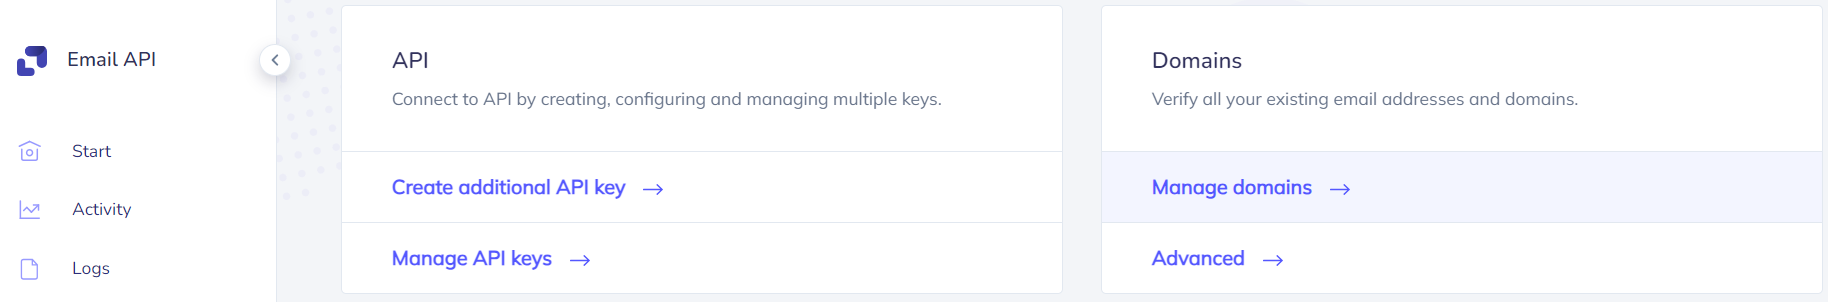 Email API
Start
Activity
Logs
API
Connect to API by creating, configuring and managing multiple keys.
Create additional API key
Manage API keys
Domains
Verify all your existing email addresses and domains.
Manage domains
Advanced